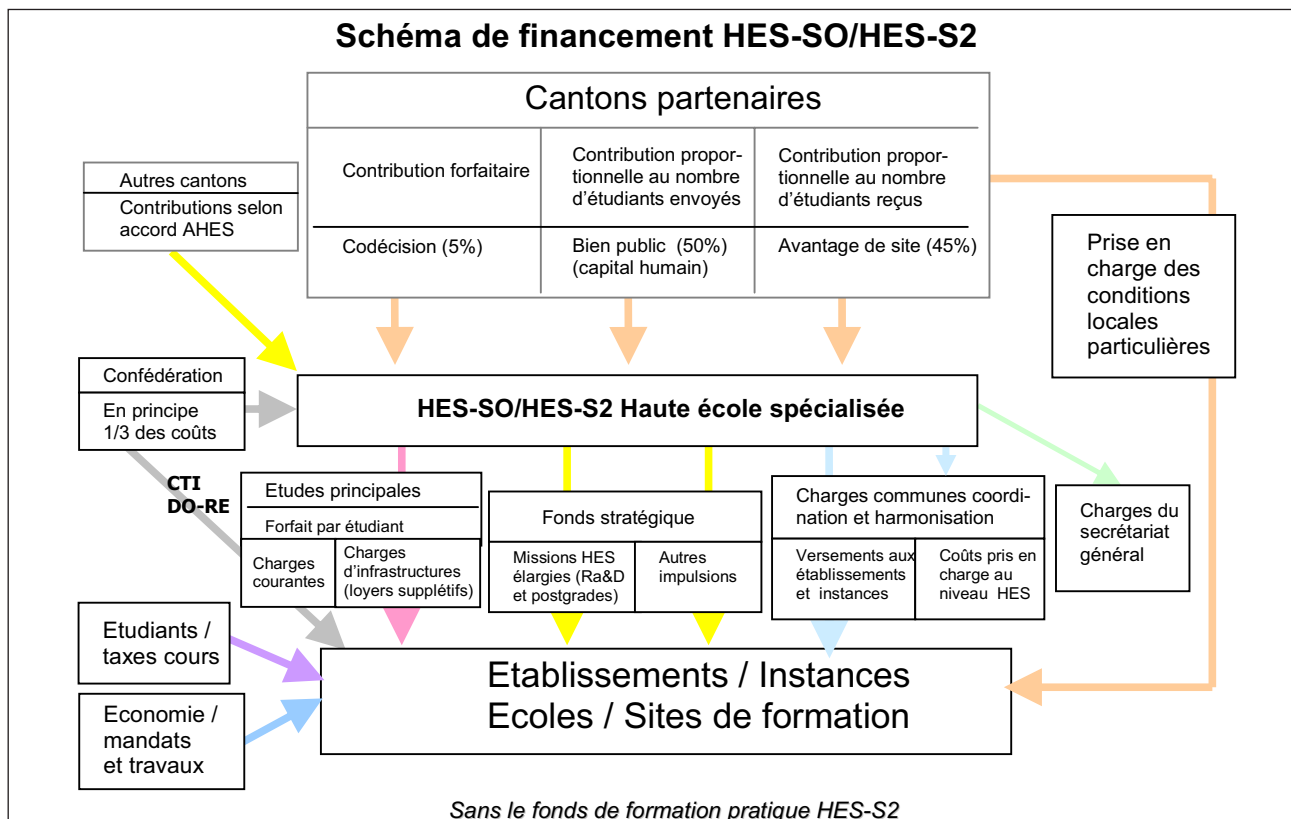 Schéma de financement HES-SO/HES-S2
Cantons partenaires
Contribution forfaitaire
Contribution propor-
tionnelle au nombre
d'étudiants envoyés
Contribution propor-
tionnelle au nombre
d'étudiants reçus
Codécision (5%)
Bien public (50%)
(capital humain)
Avantage de site (45%)
Autres cantons
Contributions selon
accord AHES
Prise en
charge des
conditions
locales
particulières
Confédération
En principe
1/3 des coûts
HES-SO/HES-S2 Haute école spécialisée
CTI
DO-RE
Etudes principales
Forfait par étudiant
Charges
courantes
Charges
d'infrastructures
(loyers supplétifs)
Fonds stratégique
Missions HES
élargies (Ra&D
et postgrades)
Autres
impulsions
Charges communes coordi-
nation et harmonisation
Versements aux
établissements
et instances
Coûts pris en
charge au
niveau HES
Charges du
secrétariat
général
Etudiants /
taxes cours
Economie /
mandats
et travaux
Etablissements / Instances
Ecoles / Sites de formation
Sans le fonds de formation pratique HES-S2